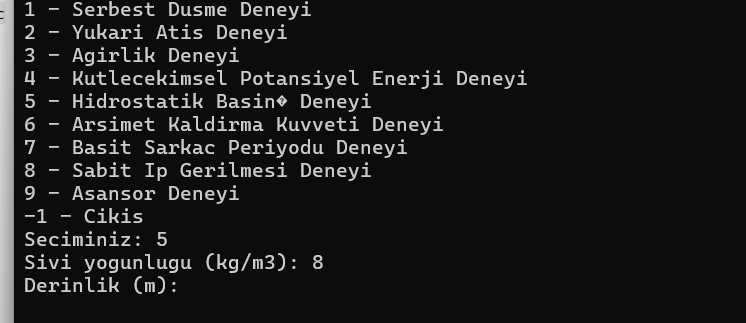 1 - Serbest Dusme Deneyi
2 - Yukari Atis Deneyi
3 - Agirlik Deneyi
4 - Kutlecekimsel Potansiyel Enerji Deneyi
5 - Hidrostatik Basin� Deneyi
6 - Arsimet Kaldirma Kuvveti Deneyi
7 - Basit Sarkac Periyodu Deneyi
8 - Sabit Ip Gerilmesi Deneyi
9 - Asansor Deneyi
-1 - Cikis
Seciminiz: 5
Sivi yogunlugu (kg/m3): 8
Derinlik (m):